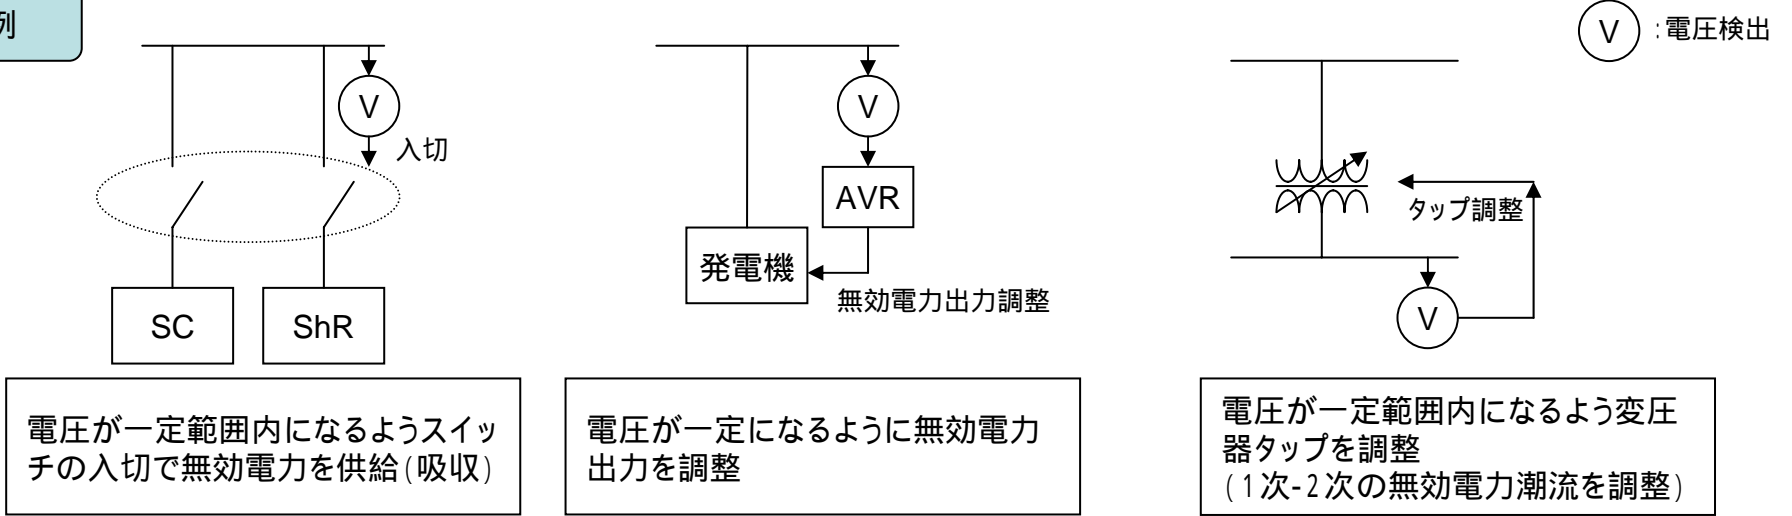 例
V :電圧検出
V
入切
SC
ShR
電圧が一定範囲内になるようスイッ
チの入切で無効電力を供給(吸収)
V
AVR
発電機
無効電力出力調整
電圧が一定になるように無効電力
出力を調整
タップ調整
V
電圧が一定範囲内になるよう変圧
器タップを調整
(1次-2次の無効電力潮流を調整)